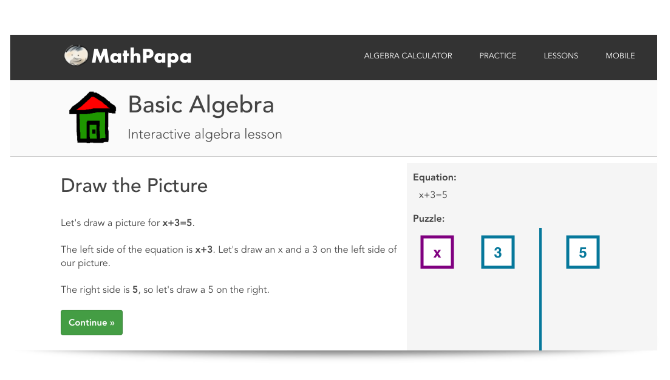 MathPapa
ALGEBRA CALCULATOR PRACTICE LESSONS MOBILE
Basic Algebra
Interactive algebra lesson
Draw the Picture
Let's draw a picture for x+3=5.
The left side of the equation is x+3. Let's draw an x and a 3 on the left side of
our picture.
The right side is 5, so let's draw a 5 on the right.
Continue »
Equation:
x+3=5
Puzzle:
x 3 5